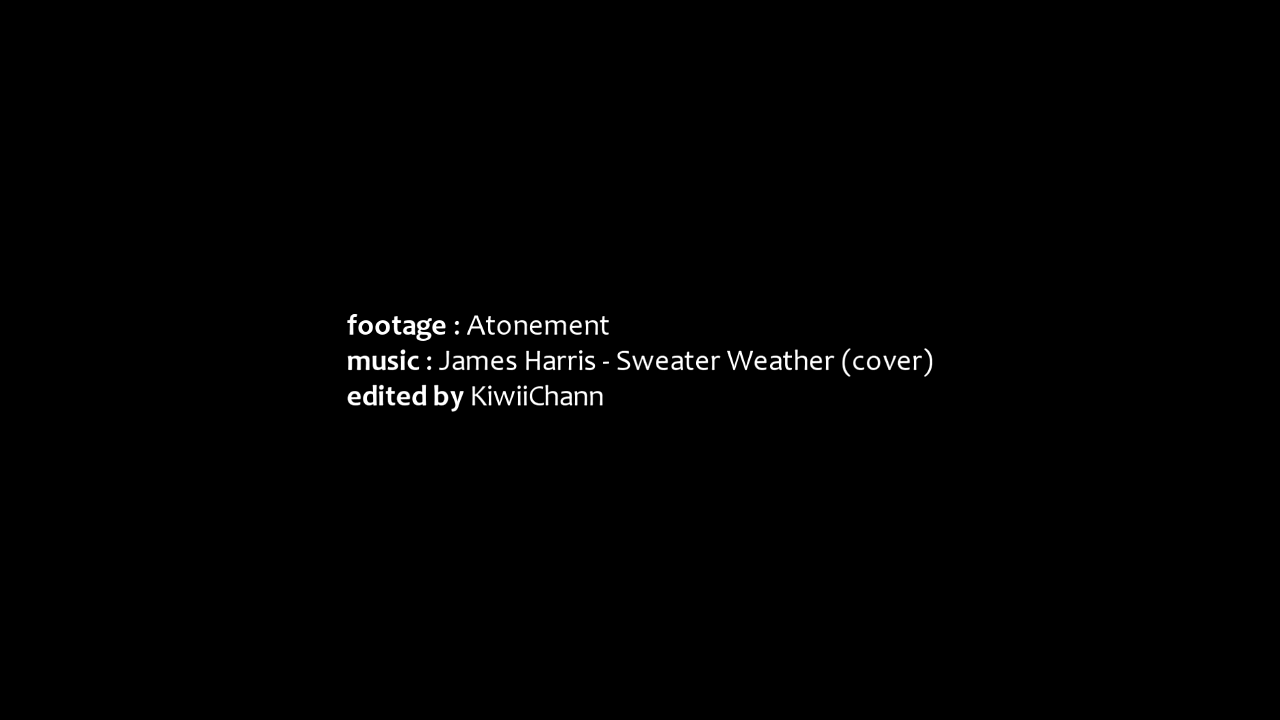 footage : Atonement
music : James Harris - Sweater Weather (cover)
edited by KiwiiChann